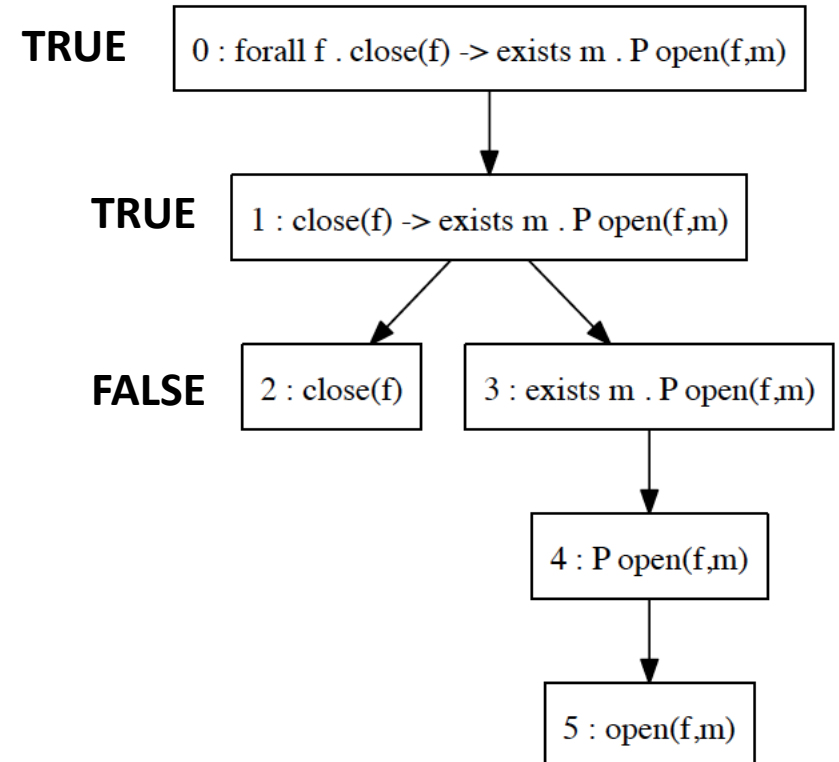 TRUE
0 : forall f . close(f) -> exists m . P open(f,m)
TRUE
1 : close(f) -> exists m . P open(f,m)
FALSE
2 : close(f)
3 : exists m . P open(f,m)
4 : P open(f,m)
5 : open(f,m)